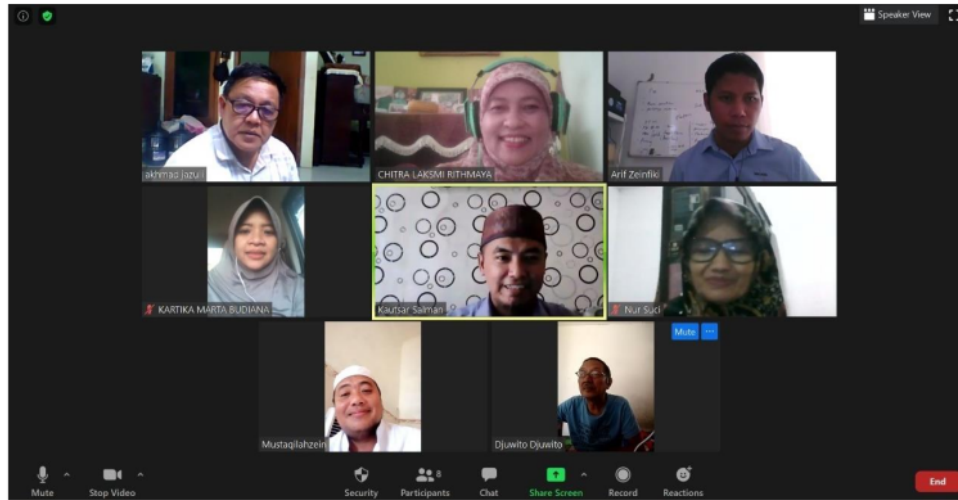 Speaker View
akhmad jazuli
CHITRA LAKSMI RITHMAYA
Arif Zeinfiki
KARTIKA MARTA BUDIANA
Kautsar Salman
Nur Suci
Mute ...
Mustaqilahzein
Djuwito Djuwito
Mute
Stop Video
Security
Participants
8
Chat
Share Screen
Record
Reactions
End